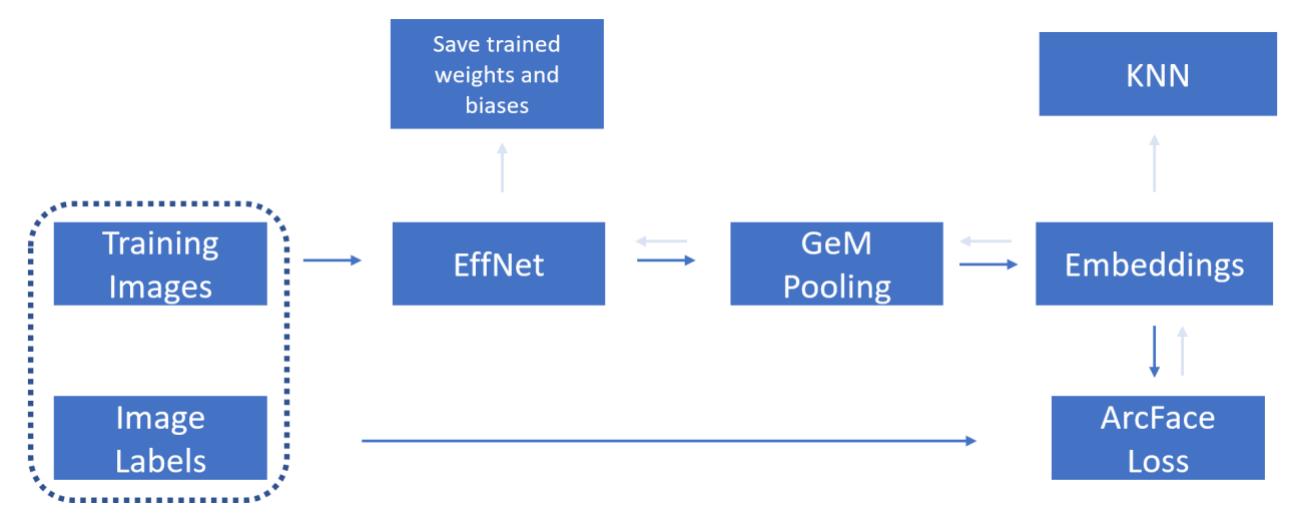 Save trained
weights and
biases
KNN
Training
Images
EffNet
GeM
Pooling
Embeddings
Image
Labels
ArcFace
Loss